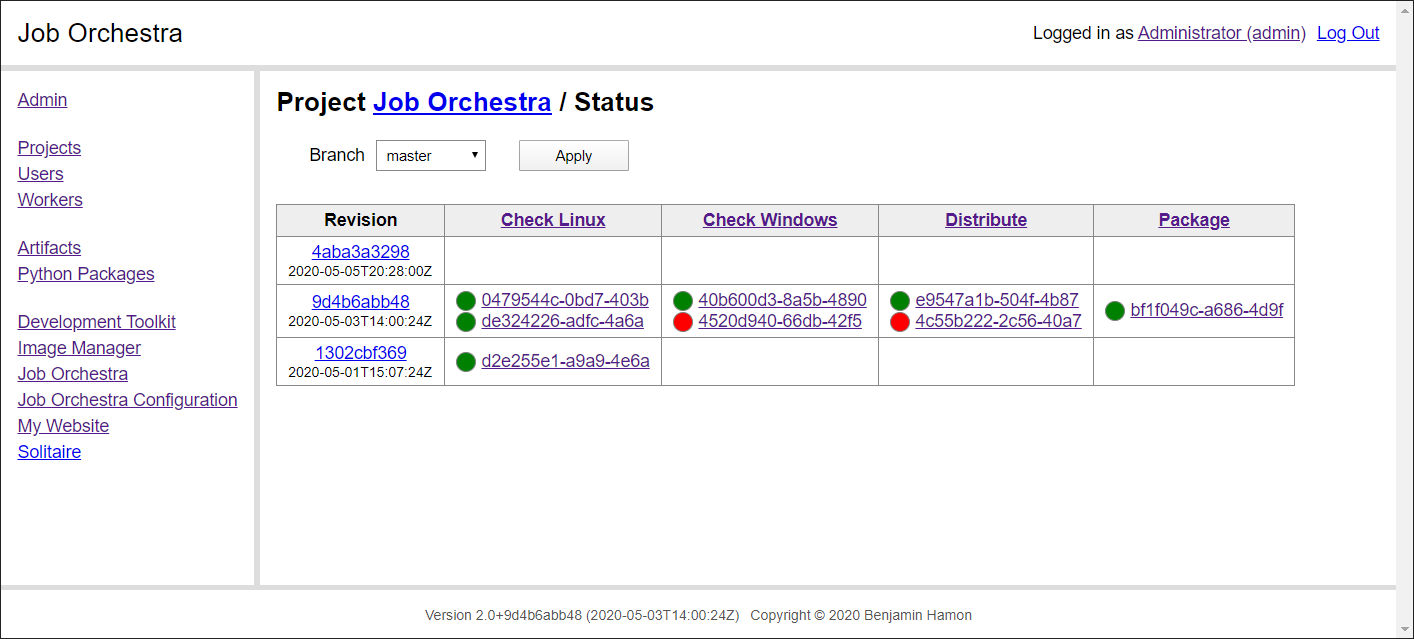 Job Orchestra
Logged in as Administrator (admin) Log Out
Admin
Projects
Users
Workers
Artifacts
Python Packages
Development Toolkit
Image Manager
Job Orchestra
Job Orchestra Configuration
My Website
Solitaire
Project Job Orchestra / Status
Branch master Apply
Revision Check Linux Check Windows Distribute Package
4aba3a3298
2020-05-05T20:28:00Z
9d4b6abb48
2020-05-03T14:00:24Z
0479544c-0bd7-403b
de324226-adfc-4a6a
40b600d3-8a5b-4890
4520d940-66db-42f5
e9547a1b-504f-4b87
4c55b222-2c56-40a7
bf1f049c-a686-4d9f
1302cbf369
2020-05-01T15:07:24Z
d2e255e1-a9a9-4e6a
Version 2.0+9d4b6abb48 (2020-05-03T14:00:24Z) Copyright © 2020 Benjamin Hamon